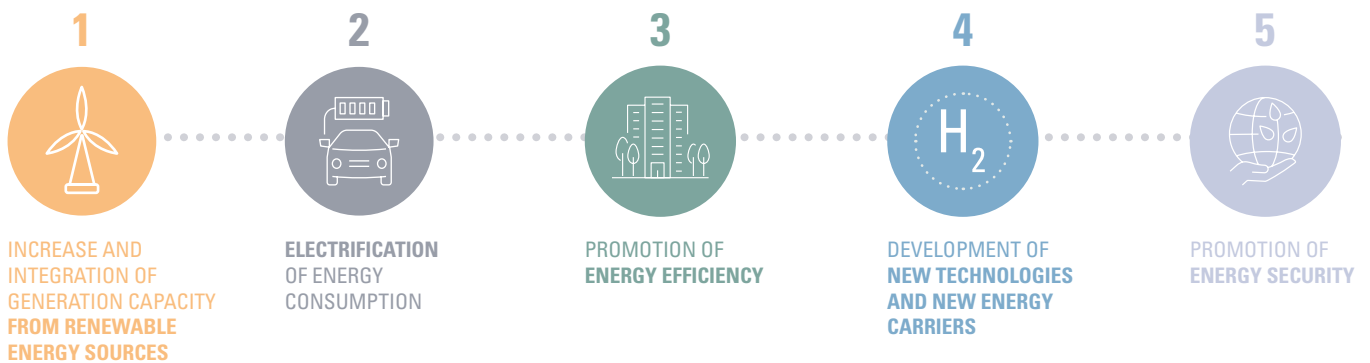 1
INCREASE AND
INTEGRATION OF
GENERATION CAPACITY
FROM RENEWABLE
ENERGY SOURCES
2
ELECTRIFICATION
OF ENERGY
CONSUMPTION
3
PROMOTION OF
ENERGY EFFICIENCY
4
H2
DEVELOPMENT OF
NEW TECHNOLOGIES
AND NEW ENERGY
CARRIERS
5
PROMOTION OF
ENERGY SECURITY